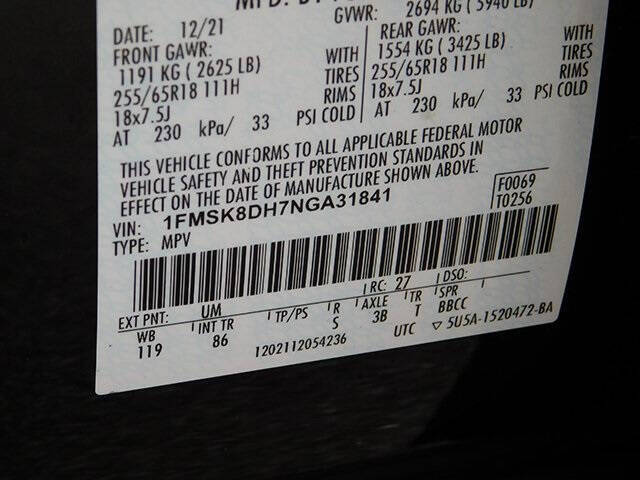 MFD. BY
DATE: 12/21 GVWR: 2694 KG (5940 LB)
FRONT GAWR: REAR GAWR:
1191 KG (2625 LB) WITH 1554 KG (3425 LB) WITH
255/65R18 111H TIRES 255/65R18 111H TIRES
18x7.5J RIMS 18x7.5J RIMS
AT 230 kPa/ 33 PSI COLD AT 230 kPa/ 33 PSI COLD
THIS VEHICLE CONFORMS TO ALL APPLICABLE FEDERAL MOTOR
VEHICLE SAFETY AND THEFT PREVENTION STANDARDS IN
EFFECT ON THE DATE OF MANUFACTURE SHOWN ABOVE.
VIN: 1FMSK8DH7NGA31841 F0069
TYPE: MPV T0256
EXT PNT: UM RC: 27 DSO:
WB INT TR TP/PS R AXLE TR SPR
119 86 S 3B T BBCC
1202112054236 UTC ▽ 5U5A-1520472-BA